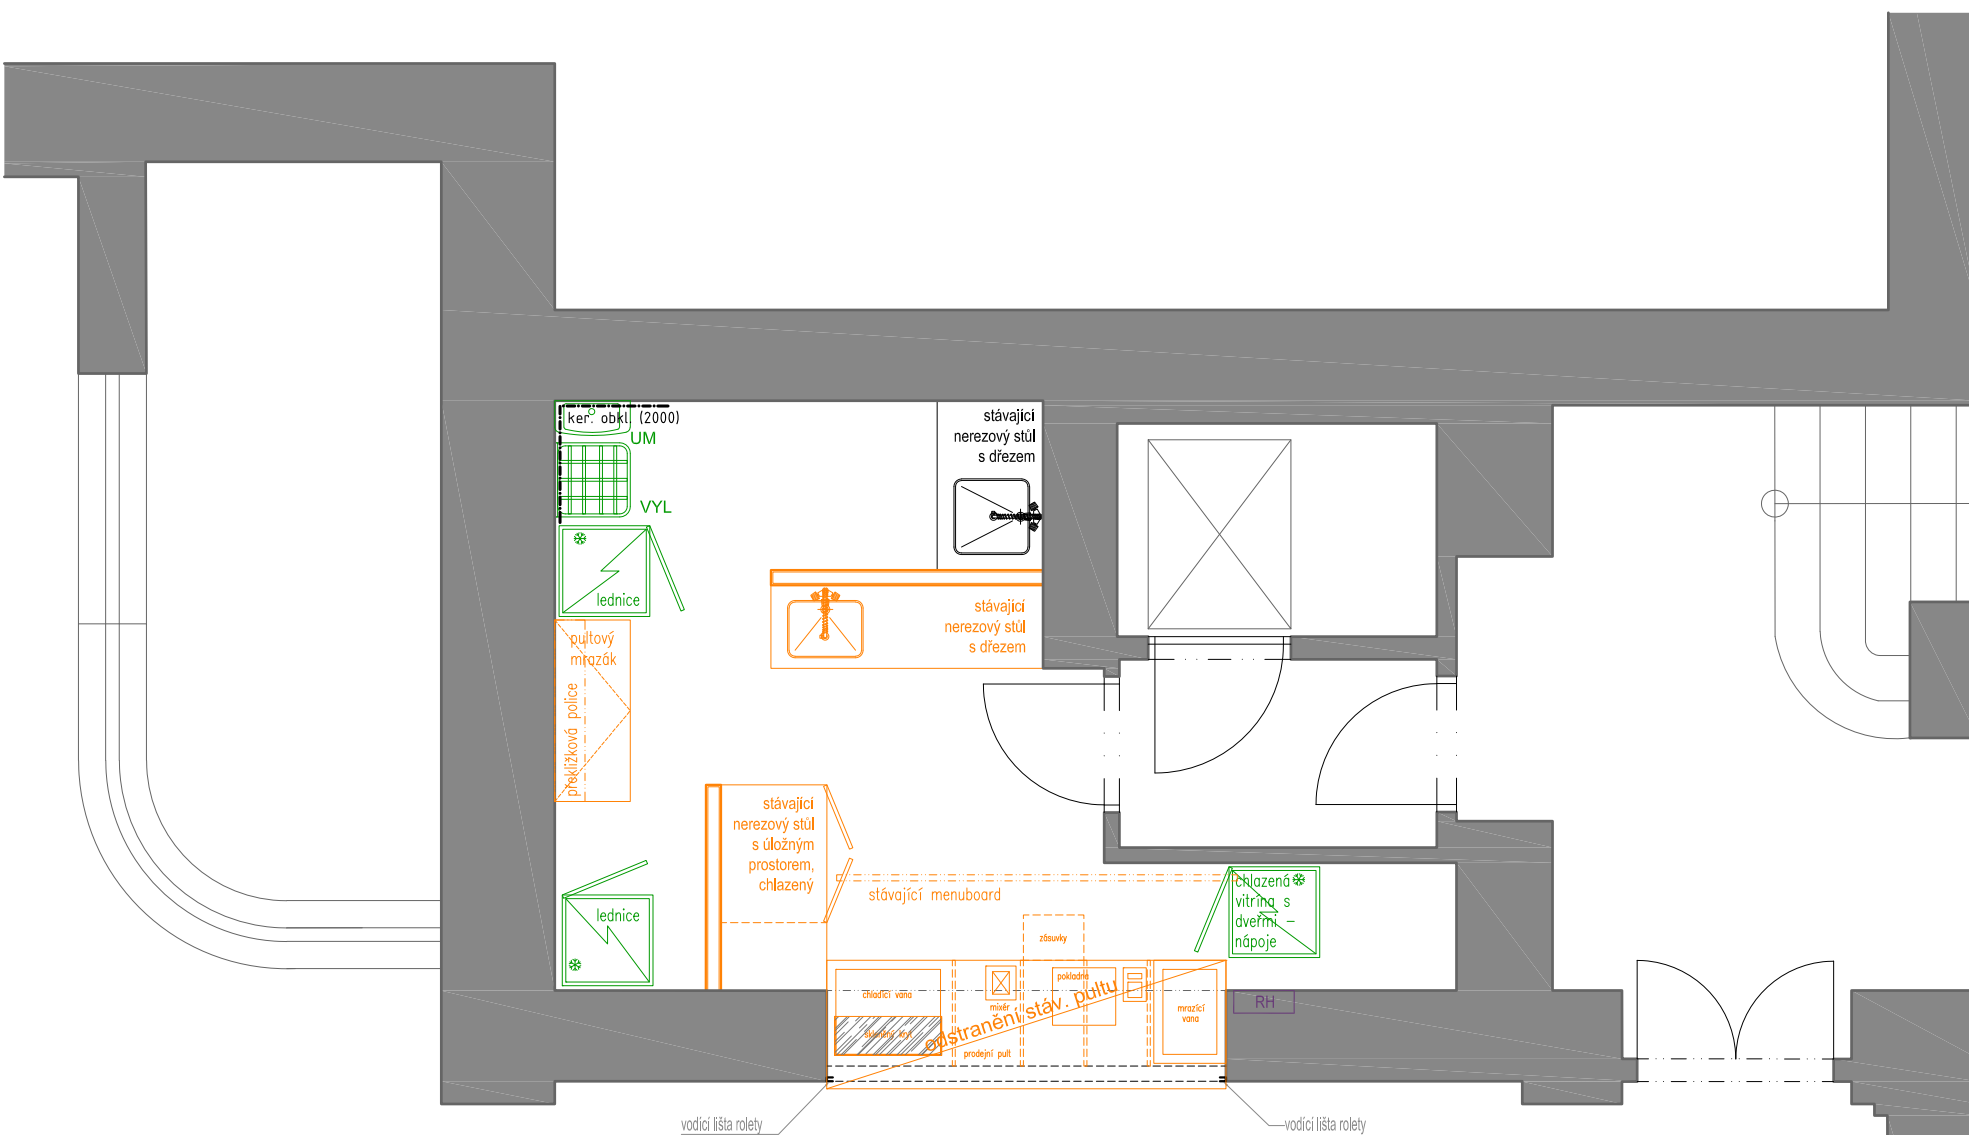 ker. obkl. (2000)
UM
VYL
lednice
stávající
nerezový stůl
s dřezem
stávající
nerezový stůl
s dřezem
pultový
mrazák
překližková police
stávající
nerezový stůl
s úložným
prostorem,
chlazený
stávající menuboard
chlazená
vitrína s
dveřmi –
nápoje
lednice
zásuvky
chladící vana
mixér
pokladna
mrazící
vana
skleněný kryt
prodejní pult
odstranění stáv. pultu
RH
vodící lišta rolety
vodící lišta rolety